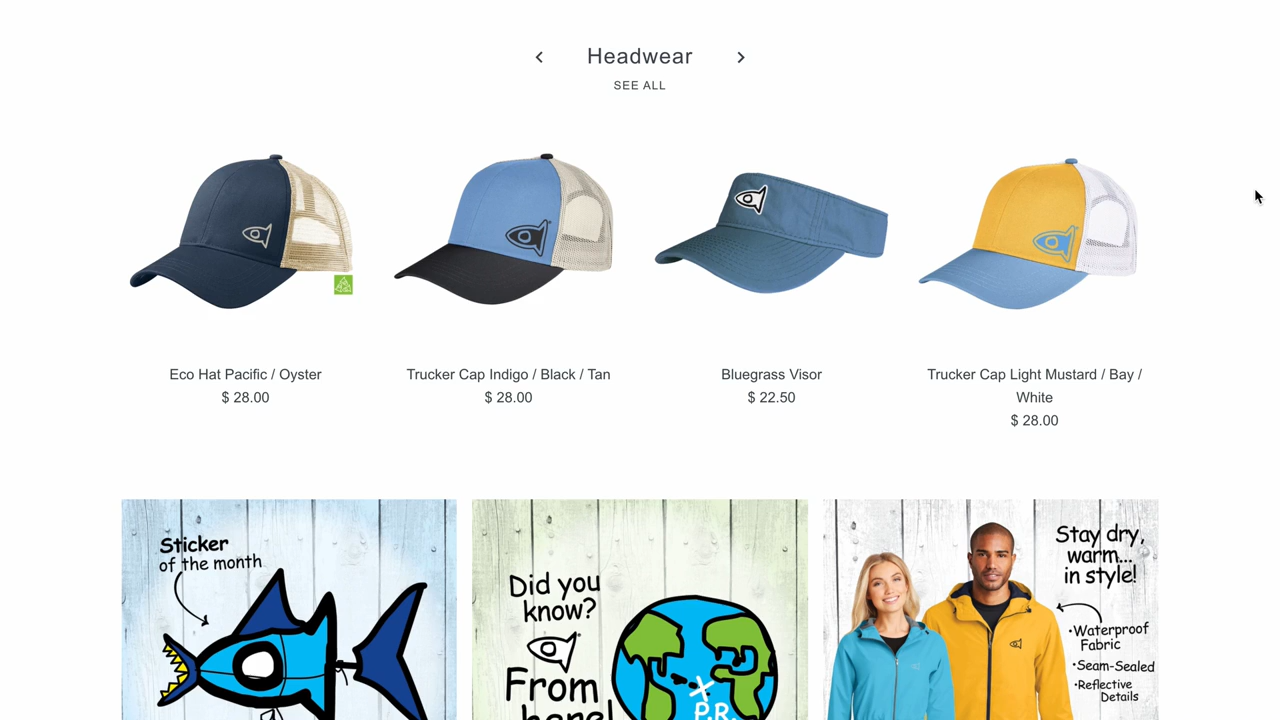 Headwear
SEE ALL
Eco Hat Pacific / Oyster
$ 28.00
Trucker Cap Indigo / Black / Tan
$ 28.00
Bluegrass Visor
$ 22.50
Trucker Cap Light Mustard / Bay /
White
$ 28.00
Sticker
of the month
Did you
know?
From
here!
P.R.
Stay dry,
warm...
in style!
•Waterproof
Fabric
•Seam-Sealed
•Reflective
Details